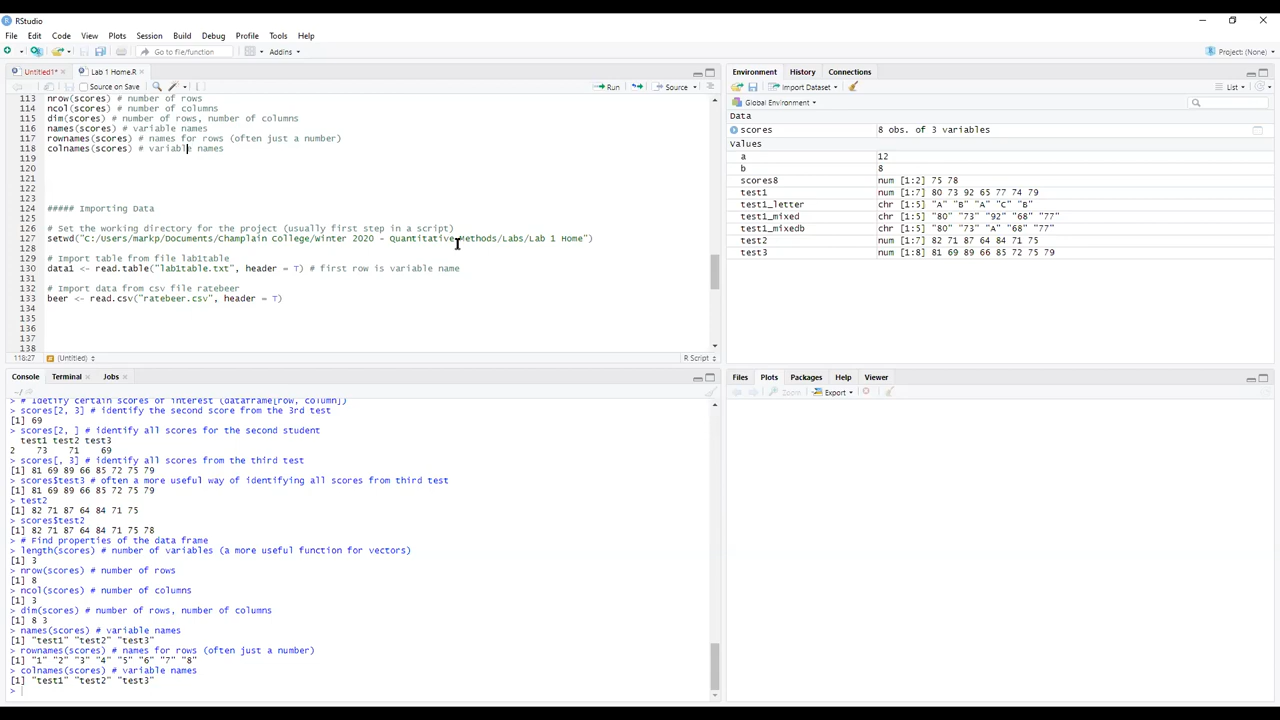 RStudio
File Edit View Plots Session Build Debug Profile Tools Help
Go to file/function Addins Project: (None)
Untitled1* Lab 1 Home.R
Source on Save Run Source
113 nrow(scores) # number of rows
114 ncol(scores) # number of columns
115 dim(scores) # number of rows, number of columns
116 names(scores) # variable names
117 rownames(scores) # names for rows (often just a number)
118 colnames(scores) # variable names
119
120
121
122
123
124 ##### Importing Data
125
126 # Set the working directory for the project (usually first step in a script)
127 setwd("C:/Users/markp/Documents/Champlain College/Winter 2020 - Quantitative Methods/Labs/Lab 1 Home")
128
129 # Import table from file lab1table
130 data1 <- read.table("lab1table.txt", header = T) # first row is variable name
131
132 # Import data from csv file ratebeer
133 beer <- read.csv("ratebeer.csv", header = T)
134
135
136
137
138
118:27 (Untitled) R Script
Console Terminal Jobs
~/
> # Idetify certain scores of interest (dataframe[row, column])
> scores[2, 3] # identify the second score from the 3rd test
[1] 69
> scores[2, ] # identify all scores for the second student
test1 test2 test3
2 73 71 69
> scores[, 3] # identify all scores from the third test
[1] 81 69 89 66 85 72 75 79
> scores$test3 # often a more useful way of identifying all scores from third test
[1] 81 69 89 66 85 72 75 79
> test2
[1] 82 71 87 64 84 71 75
> scores$test2
[1] 82 71 87 64 84 71 75 78
> # Find properties of the data frame
> length(scores) # number of variables (a more useful function for vectors)
[1] 3
> nrow(scores) # number of rows
[1] 8
> ncol(scores) # number of columns
[1] 3
> dim(scores) # number of rows, number of columns
[1] 8 3
> names(scores) # variable names
[1] "test1" "test2" "test3"
> rownames(scores) # names for rows (often just a number)
[1] "1" "2" "3" "4" "5" "6" "7" "8"
> colnames(scores) # variable names
[1] "test1" "test2" "test3"
>
Environment History Connections
Import Dataset List
Global Environment
Data
scores 8 obs. of 3 variables
Values
a 12
b 8
scores8 num [1:2] 75 78
test1 num [1:7] 80 73 92 65 77 74 79
test1_letter chr [1:5] "A" "B" "A" "C" "B"
test1_mixed chr [1:5] "80" "73" "92" "68" "77"
test1_mixedb chr [1:5] "80" "73" "A" "68" "77"
test2 num [1:7] 82 71 87 64 84 71 75
test3 num [1:8] 81 69 89 66 85 72 75 79
Files Plots Packages Help Viewer
Zoom Export